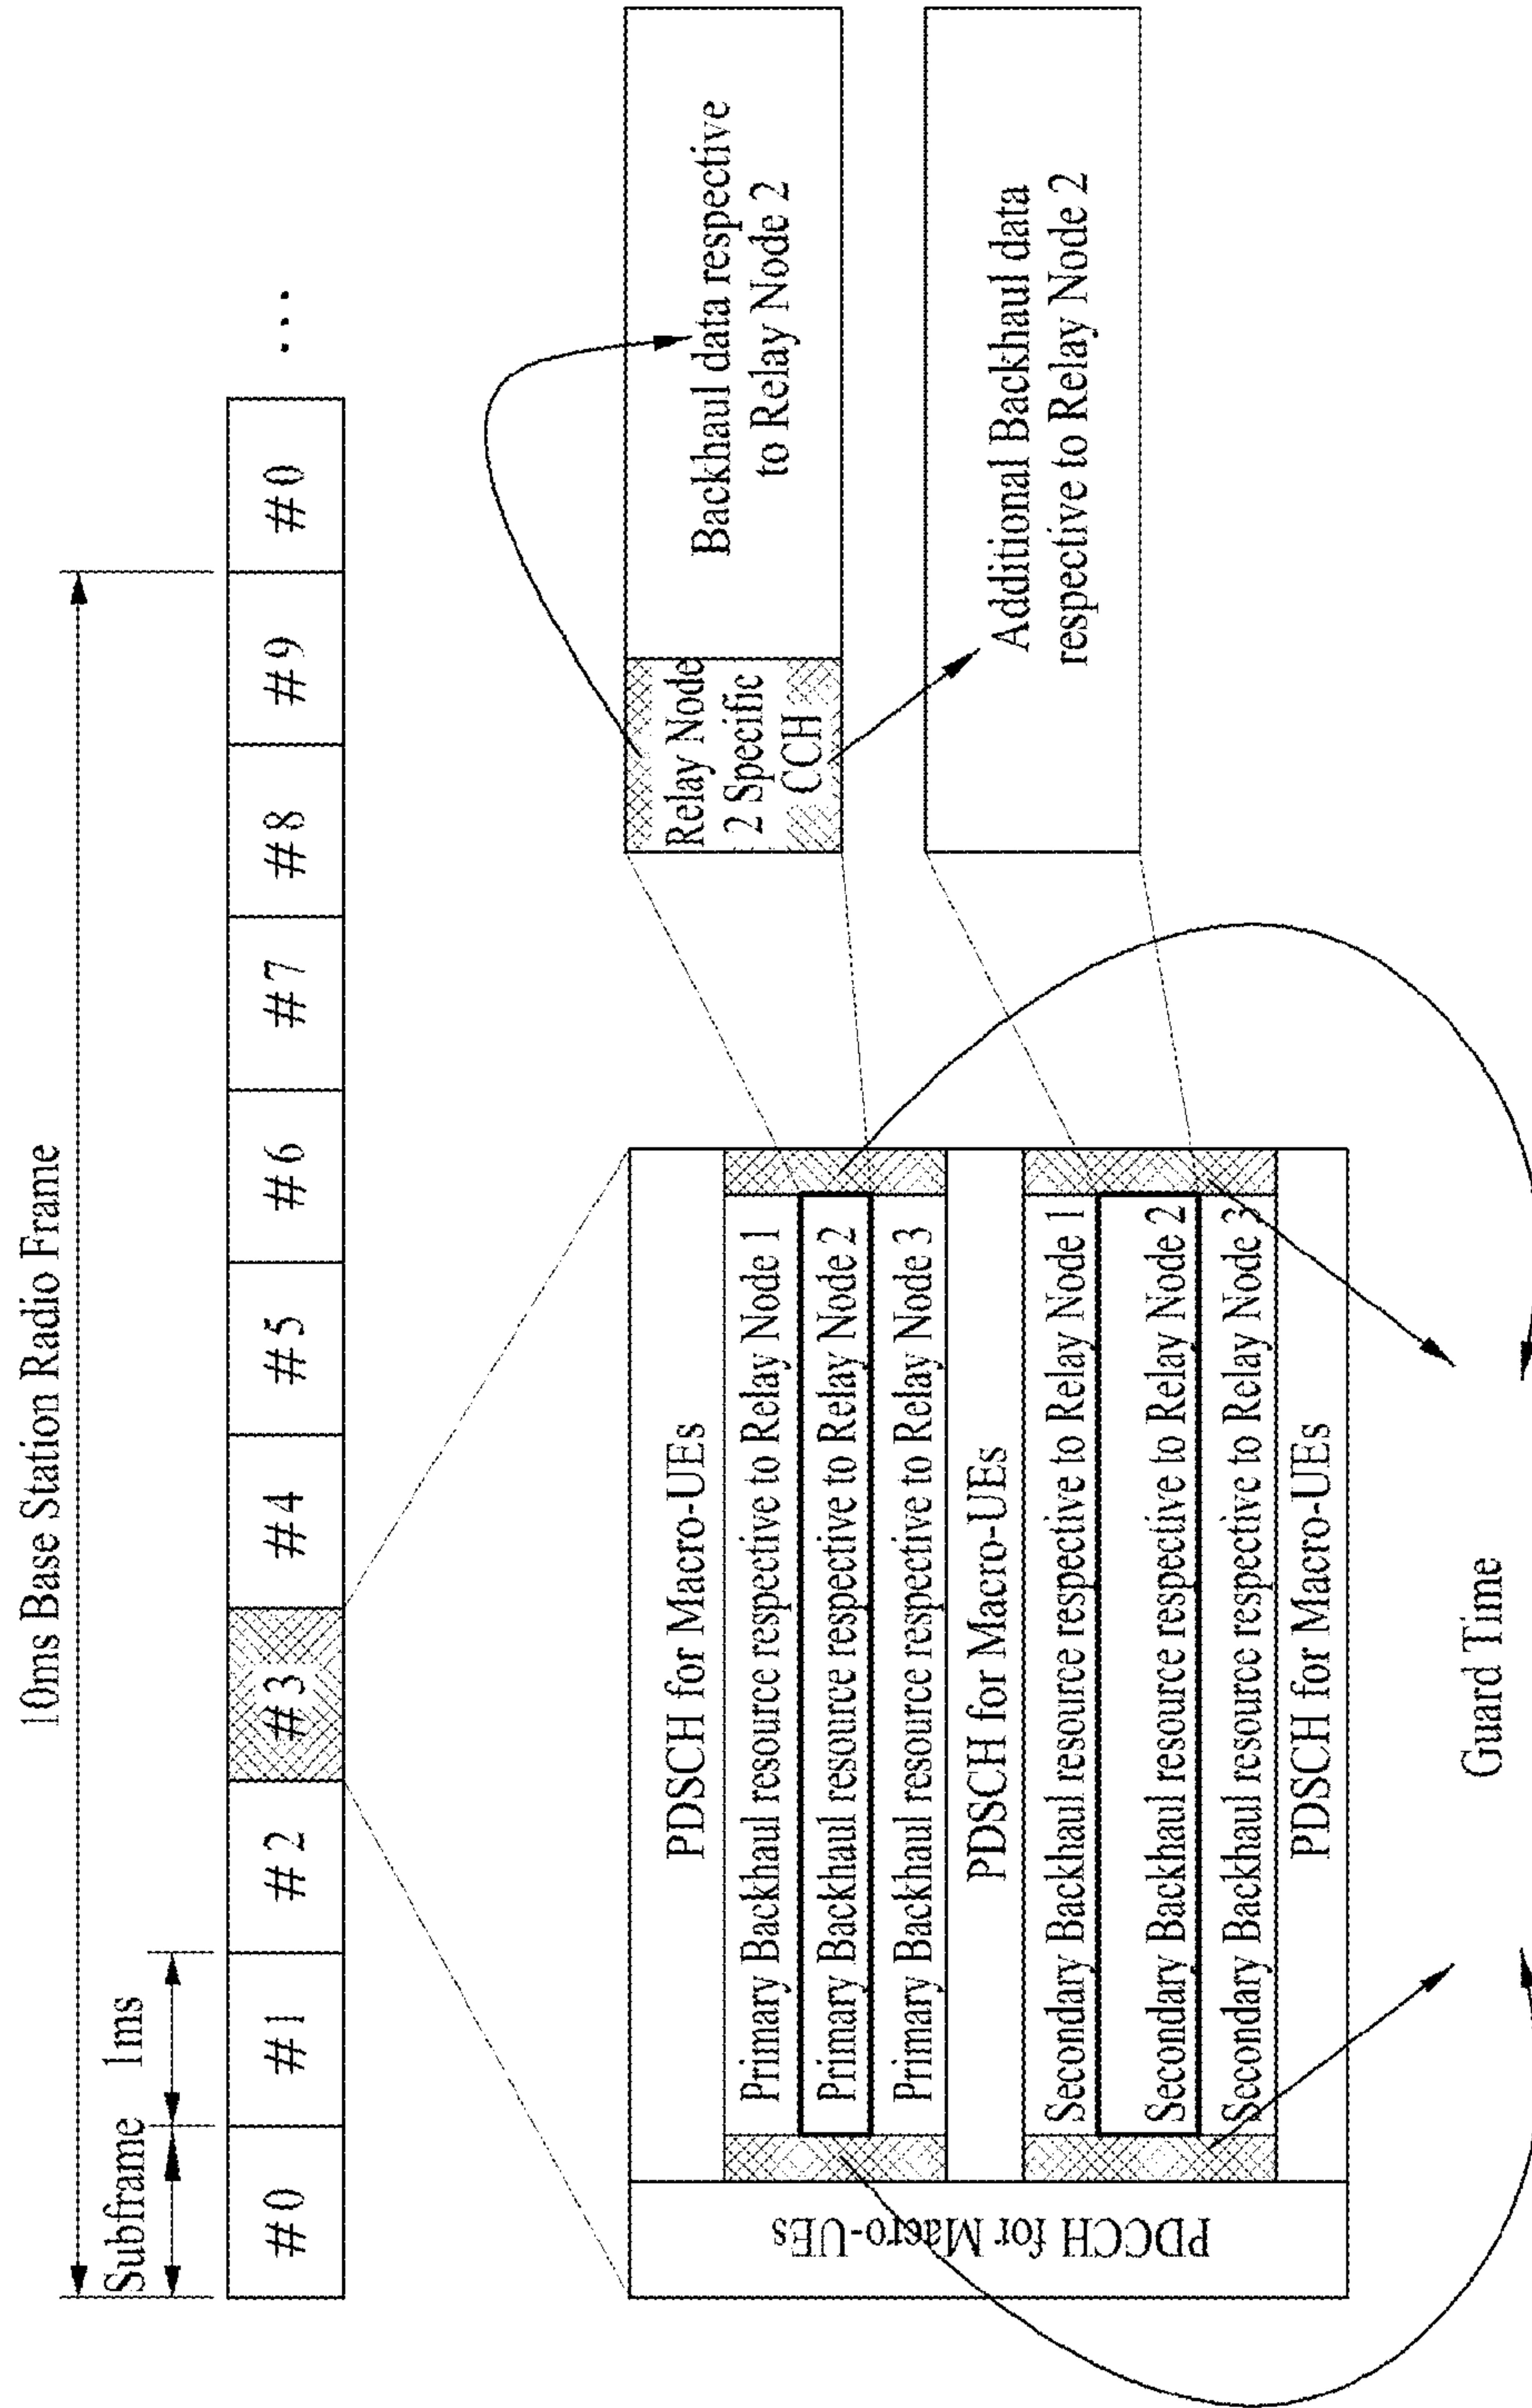 10ms Base Station Radio Frame
Subframe
1ms
#0
#1
#2
#3
#4
#5
#6
#7
#8
#9
#0
...
PDCCH for Macro-UEs
PDSCH for Macro-UEs
Primary Backhaul resource respective to Relay Node 1
Primary Backhaul resource respective to Relay Node 2
Primary Backhaul resource respective to Relay Node 3
PDSCH for Macro-UEs
Secondary Backhaul resource respective to Relay Node 1
Secondary Backhaul resource respective to Relay Node 2
Secondary Backhaul resource respective to Relay Node 3
PDSCH for Macro-UEs
Relay Node
2 Specific
CCH
Backhaul data respective
to Relay Node 2
Additional Backhaul data
respective to Relay Node 2
Guard Time